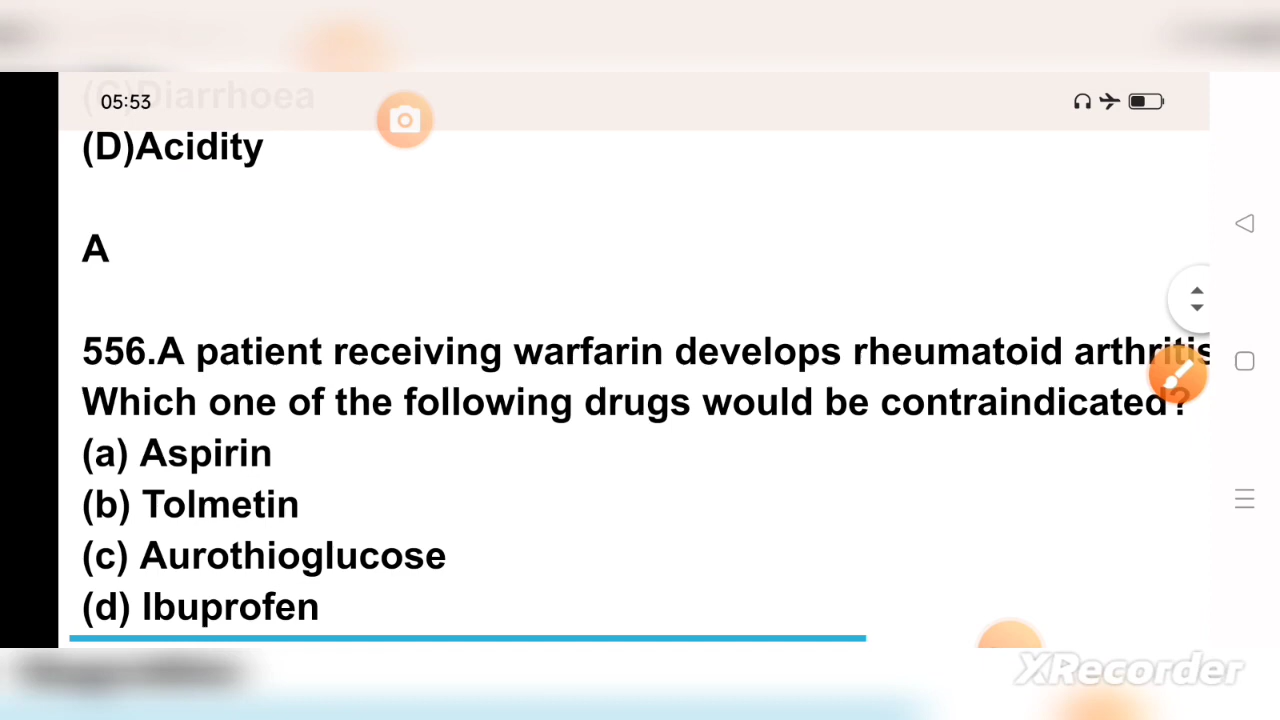 (C)Diarrhoea
05:53
(D)Acidity
A
556.A patient receiving warfarin develops rheumatoid arthritis
Which one of the following drugs would be contraindicated?
(a) Aspirin
(b) Tolmetin
(c) Aurothioglucose
(d) Ibuprofen
XRecorder